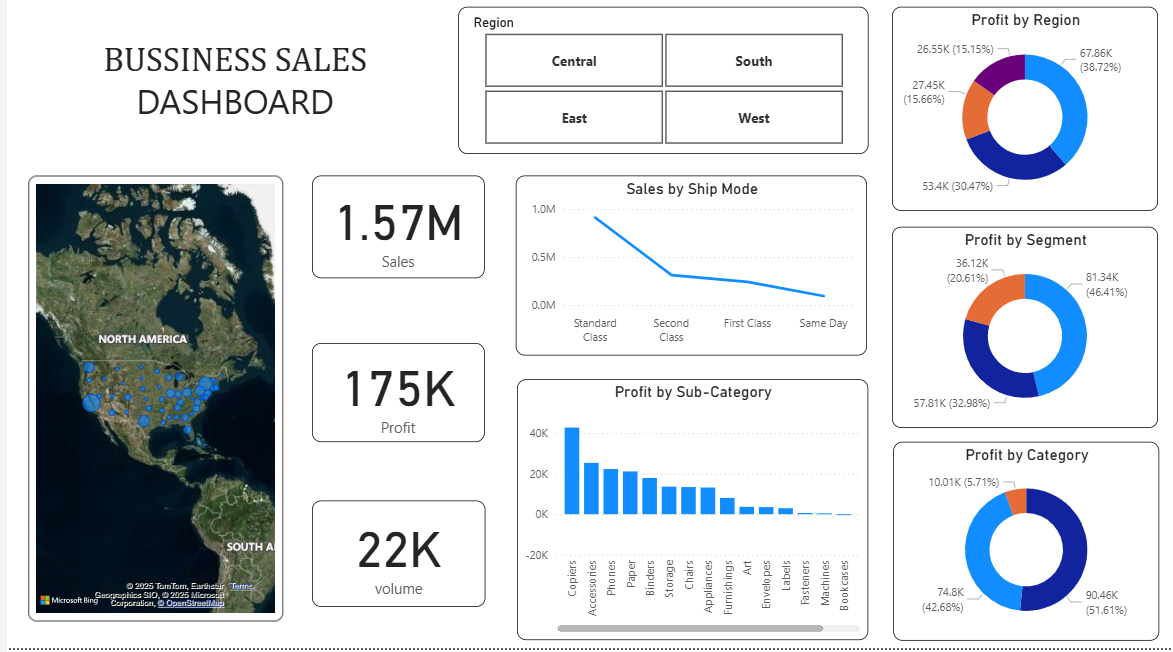 BUSSINESS SALES
DASHBOARD
Region
Central
South
East
West
NORTH AMERICA
SOUTH A
© 2025 TomTom, Earthstar
Terms
Geographics SIO, © 2025 Microsoft
Corporation, © OpenStreetMap
Microsoft Bing
1.57M
Sales
175K
Profit
22K
volume
Sales by Ship Mode
1.0M
0.5M
0.0M
Standard
Class
Second
Class
First Class
Same Day
Profit by Sub-Category
40K
20K
0K
-20K
Copiers
Accessories
Phones
Paper
Binders
Storage
Chairs
Appliances
Furnishings
Art
Envelopes
Labels
Fasteners
Machines
Bookcases
Profit by Region
26.55K (15.15%)
67.86K
(38.72%)
27.45K
(15.66%)
53.4K (30.47%)
Profit by Segment
36.12K
(20.61%)
81.34K
(46.41%)
57.81K (32.98%)
Profit by Category
10.01K (5.71%)
74.8K
(42.68%)
90.46K
(51.61%)